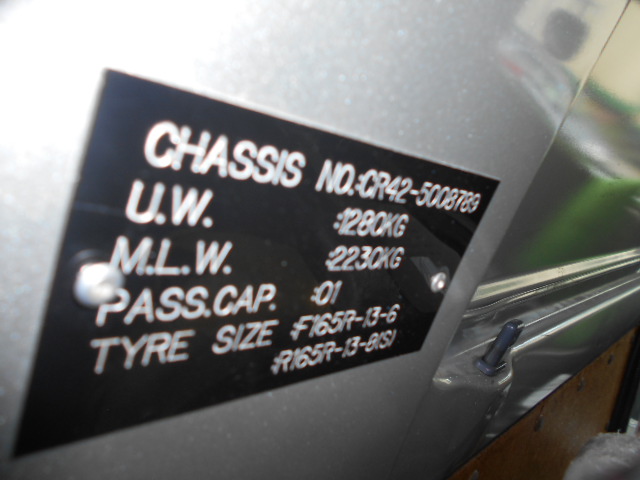 CHASSIS NO.:CR42-5008789
U.W. :1280KG
M.L.W. :2230KG
PASS.CAP. :01
TYRE SIZE :F165R-13-6
:R165R-13-8(S)